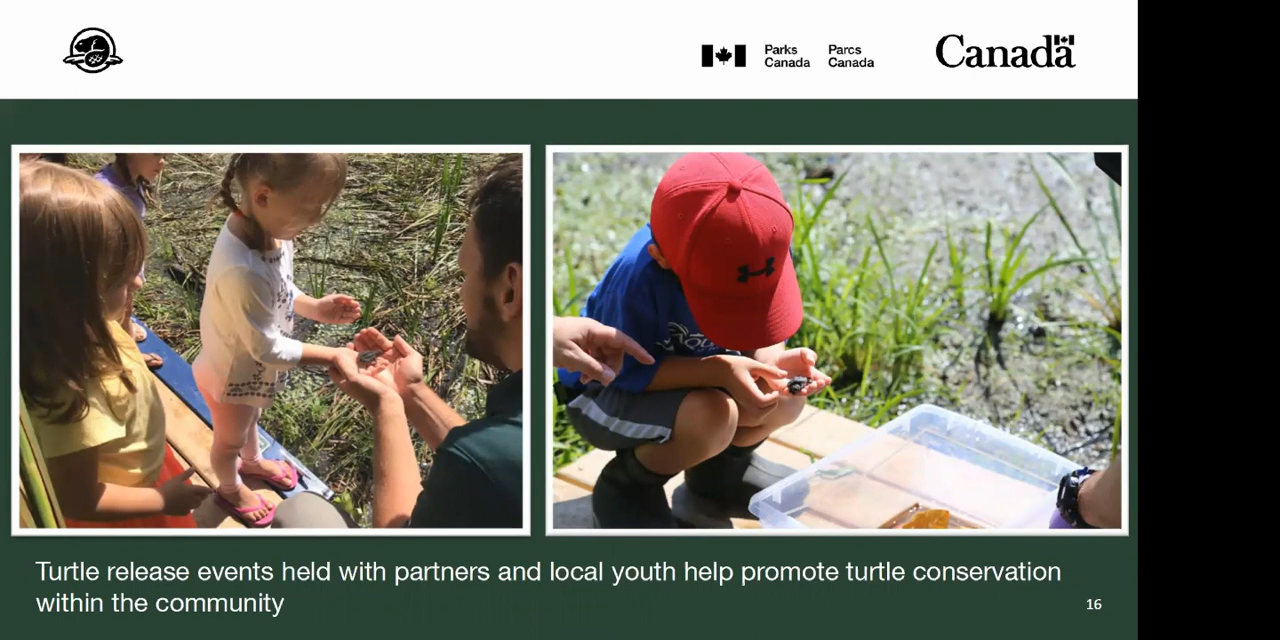 Parks Canada
Parcs Canada
Canada
Turtle release events held with partners and local youth help promote turtle conservation
within the community
16